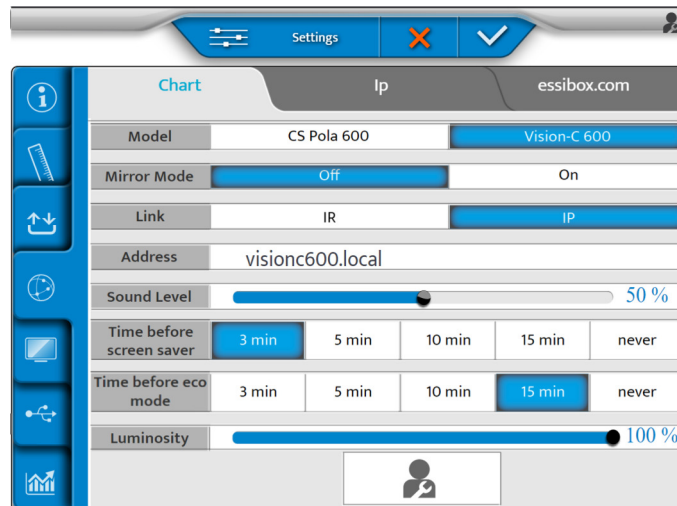 Settings
Chart Ip essibox.com
Model CS Pola 600 Vision-C 600
Mirror Mode Off On
Link IR IP
Address visionc600.local
Sound Level 50 %
Time before
screen saver 3 min 5 min 10 min 15 min never
Time before eco
mode 3 min 5 min 10 min 15 min never
Luminosity 100 %